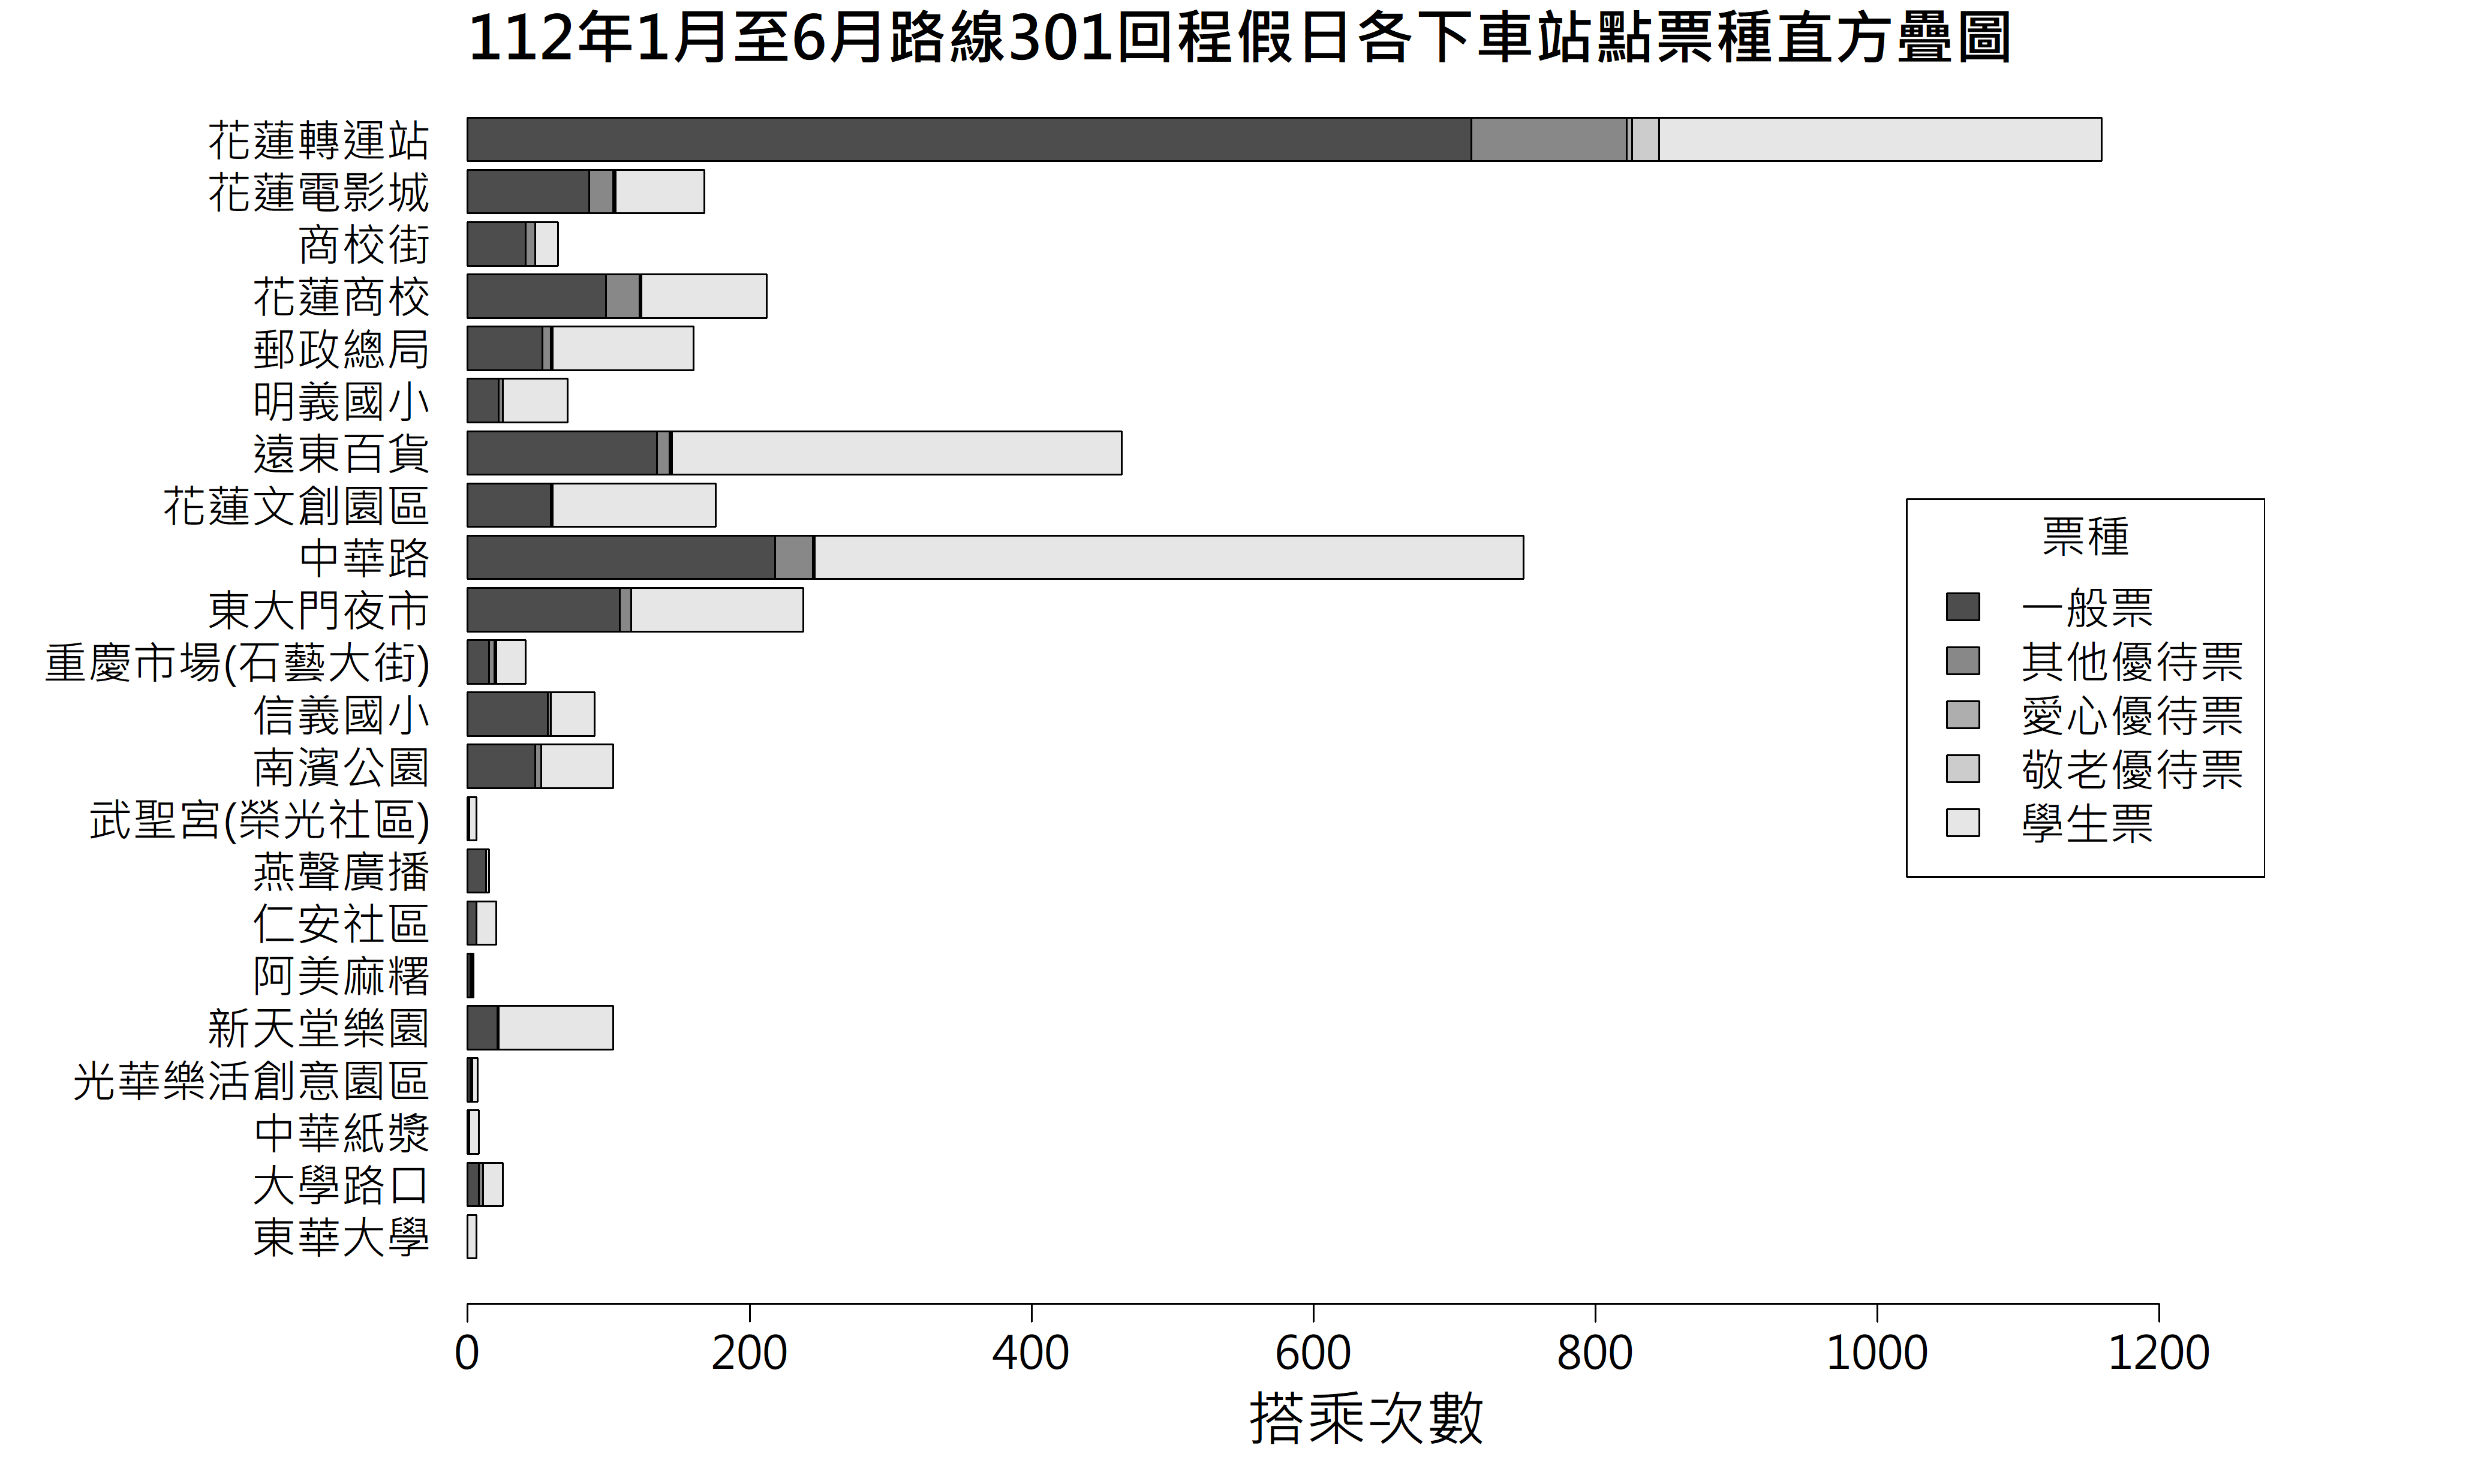 112年1月至6月路線301回程假日各下車站點票種直方疊圖
花蓮轉運站
花蓮電影城
商校街
花蓮商校
郵政總局
明義國小
遠東百貨
花蓮文創園區
中華路
東大門夜市
重慶市場(石藝大街)
信義國小
南濱公園
武聖宮(榮光社區)
燕聲廣播
仁安社區
阿美麻糬
新天堂樂園
光華樂活創意園區
中華紙漿
大學路口
東華大學
票種
一般票
其他優待票
愛心優待票
敬老優待票
學生票
0 200 400 600 800 1000 1200
搭乘次數